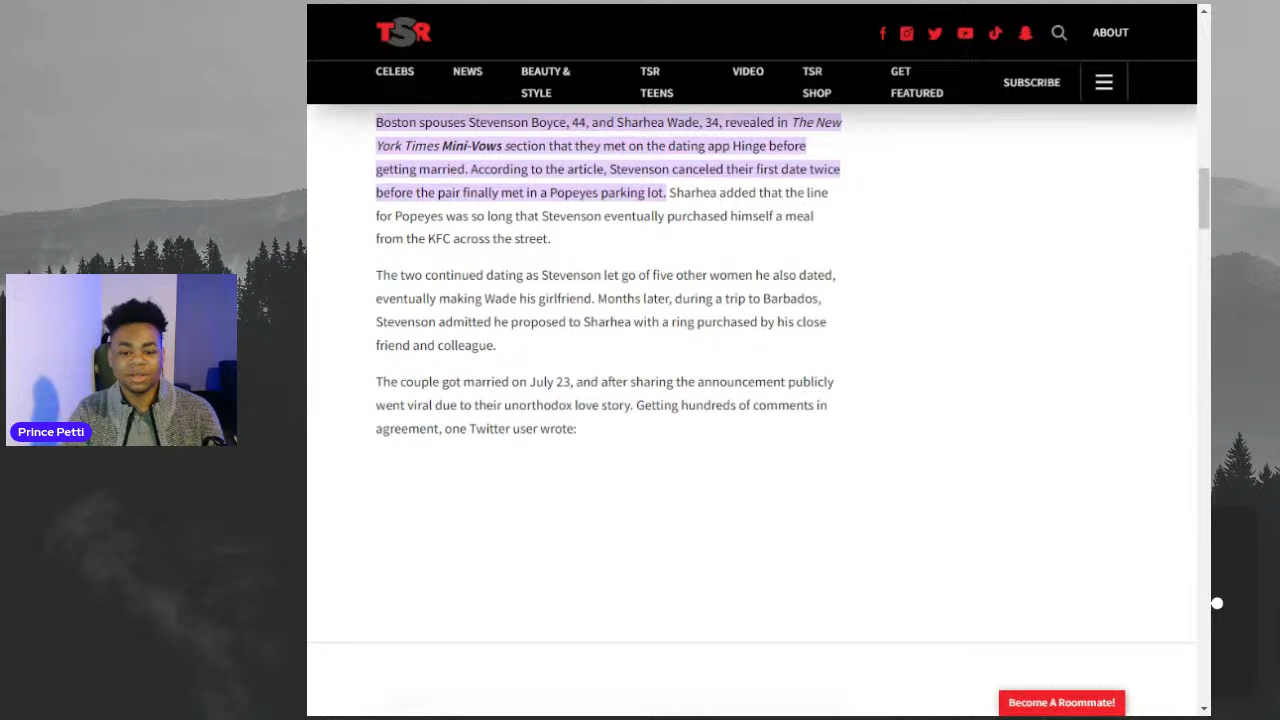 TSR
ABOUT
CELEBS
NEWS
BEAUTY &
STYLE
TSR
TEENS
VIDEO
TSR
SHOP
GET
FEATURED
SUBSCRIBE
Boston spouses Stevenson Boyce, 44, and Sharhea Wade, 34, revealed in The New
York Times Mini-Vows section that they met on the dating app Hinge before
getting married. According to the article, Stevenson canceled their first date twice
before the pair finally met in a Popeyes parking lot. Sharhea added that the line
for Popeyes was so long that Stevenson eventually purchased himself a meal
from the KFC across the street.
The two continued dating as Stevenson let go of five other women he also dated,
eventually making Wade his girlfriend. Months later, during a trip to Barbados,
Stevenson admitted he proposed to Sharhea with a ring purchased by his close
friend and colleague.
The couple got married on July 23, and after sharing the announcement publicly
went viral due to their unorthodox love story. Getting hundreds of comments in
agreement, one Twitter user wrote:
Prince Petti
Become A Roommate!